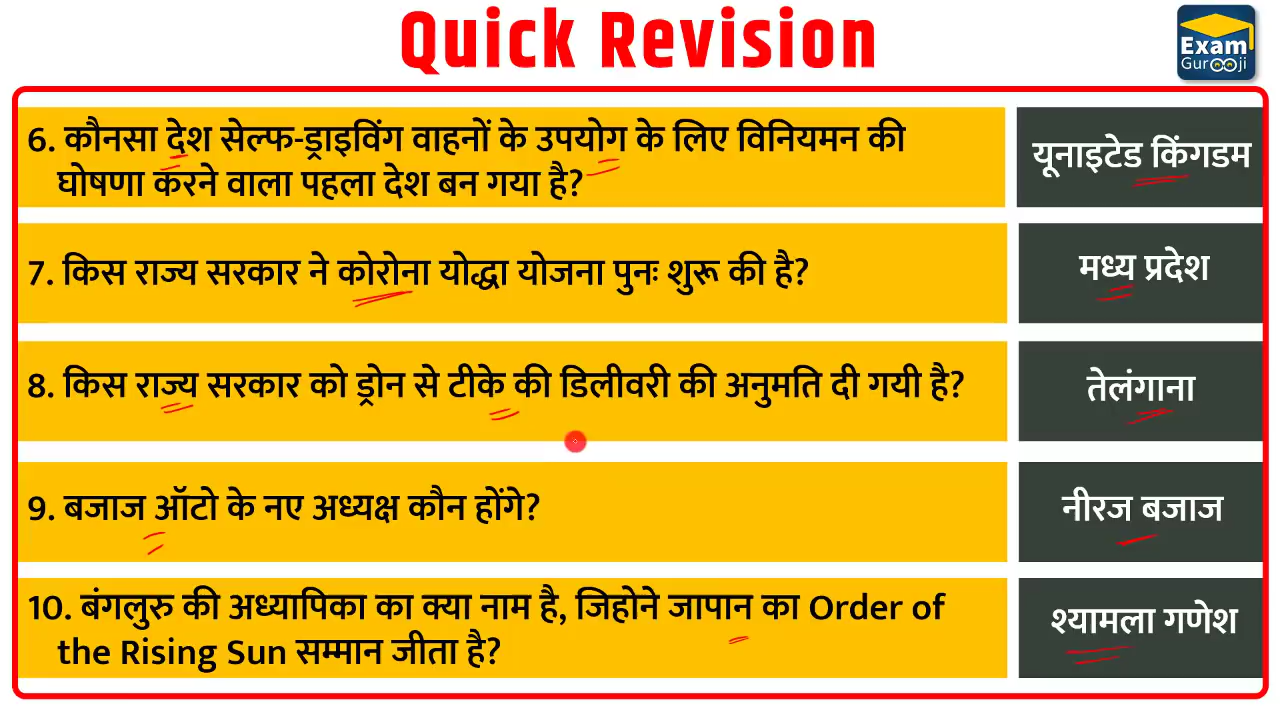 Quick Revision
Exam
Gurooji
6. कौनसा देश सेल्फ-ड्राइविंग वाहनों के उपयोग के लिए विनियमन की
घोषणा करने वाला पहला देश बन गया है?
यूनाइटेड किंगडम
7. किस राज्य सरकार ने कोरोना योद्धा योजना पुनः शुरू की है?
मध्य प्रदेश
8. किस राज्य सरकार को ड्रोन से टीके की डिलीवरी की अनुमति दी गयी है?
तेलंगाना
9. बजाज ऑटो के नए अध्यक्ष कौन होंगे?
नीरज बजाज
10. बंगलुरु की अध्यापिका का क्या नाम है, जिहोने जापान का Order of
the Rising Sun सम्मान जीता है?
श्यामला गणेश